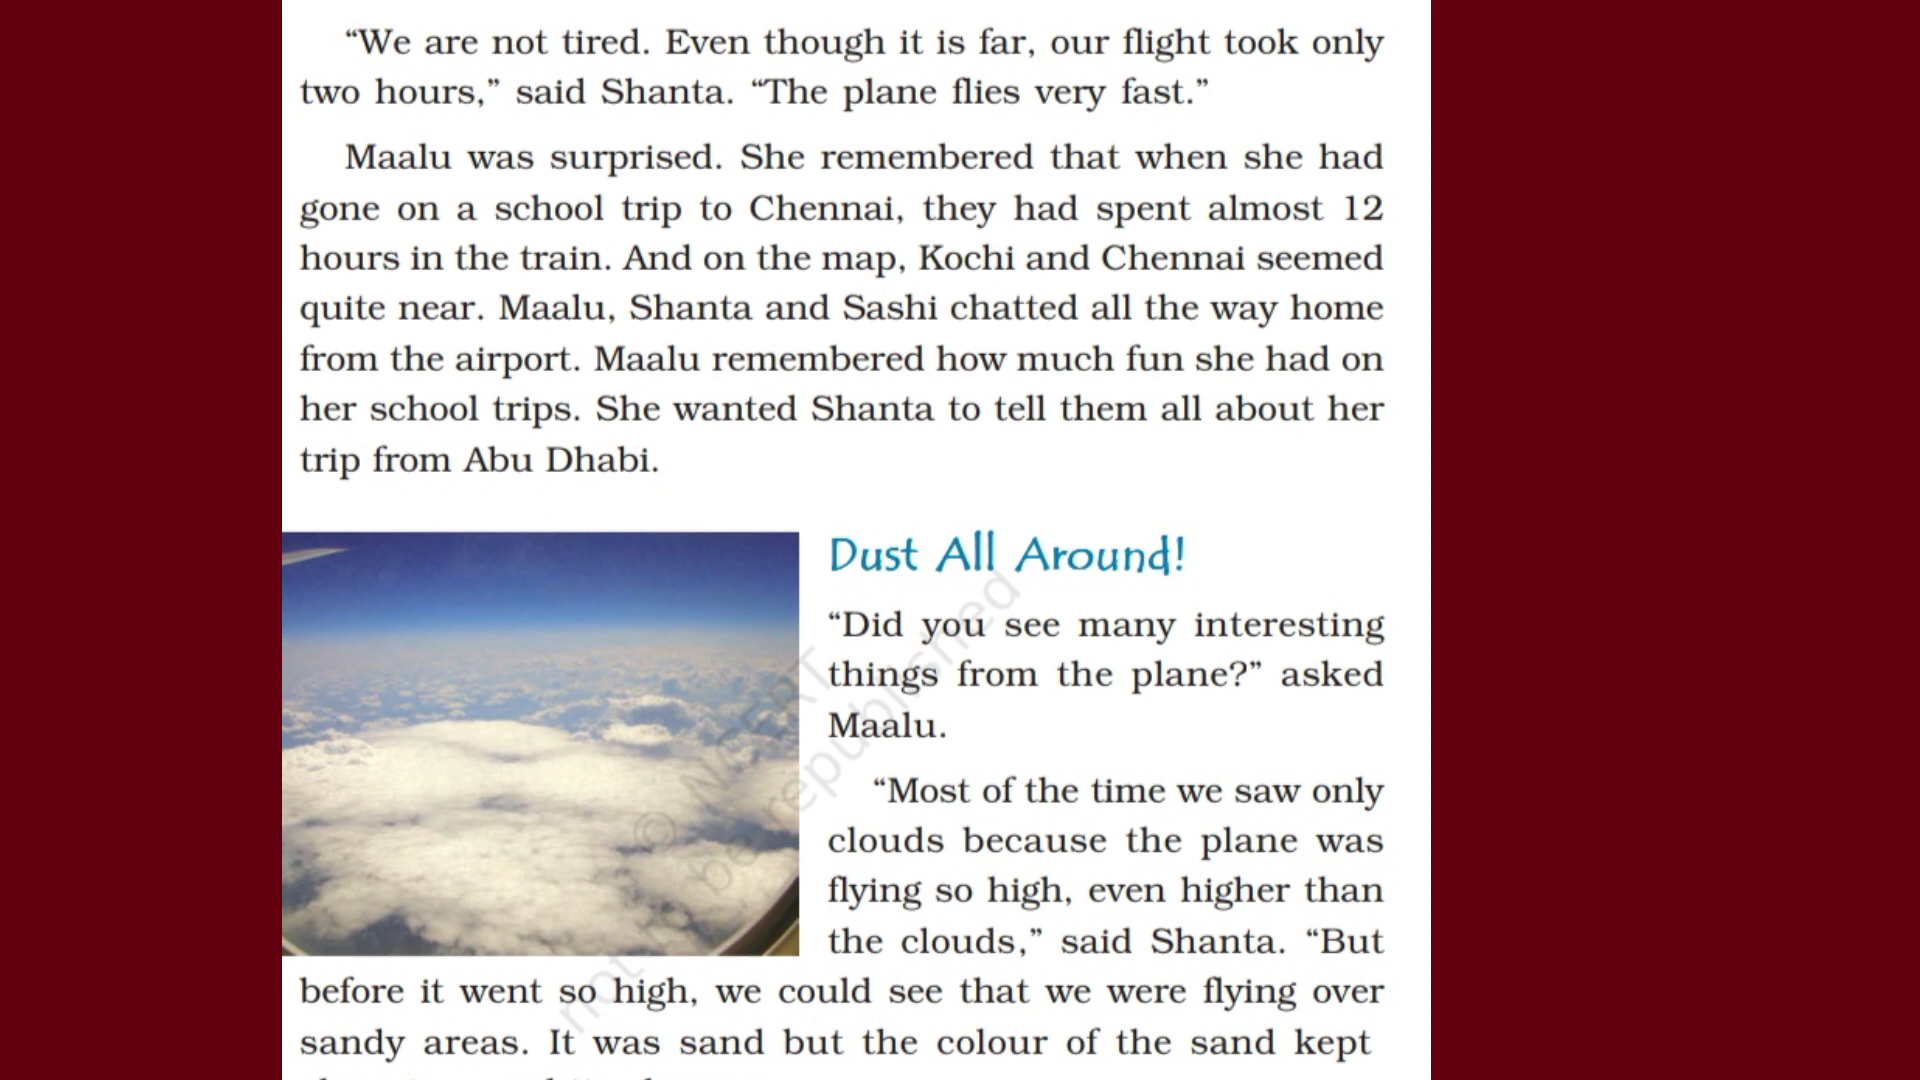 “We are not tired. Even though it is far, our flight took only
two hours,” said Shanta. “The plane flies very fast.”
Maalu was surprised. She remembered that when she had
gone on a school trip to Chennai, they had spent almost 12
hours in the train. And on the map, Kochi and Chennai seemed
quite near. Maalu, Shanta and Sashi chatted all the way home
from the airport. Maalu remembered how much fun she had on
her school trips. She wanted Shanta to tell them all about her
trip from Abu Dhabi.
Dust All Around!
“Did you see many interesting
things from the plane?” asked
Maalu.
“Most of the time we saw only
clouds because the plane was
flying so high, even higher than
the clouds,” said Shanta. “But
before it went so high, we could see that we were flying over
sandy areas. It was sand but the colour of the sand kept
© NCERT
not to be republished